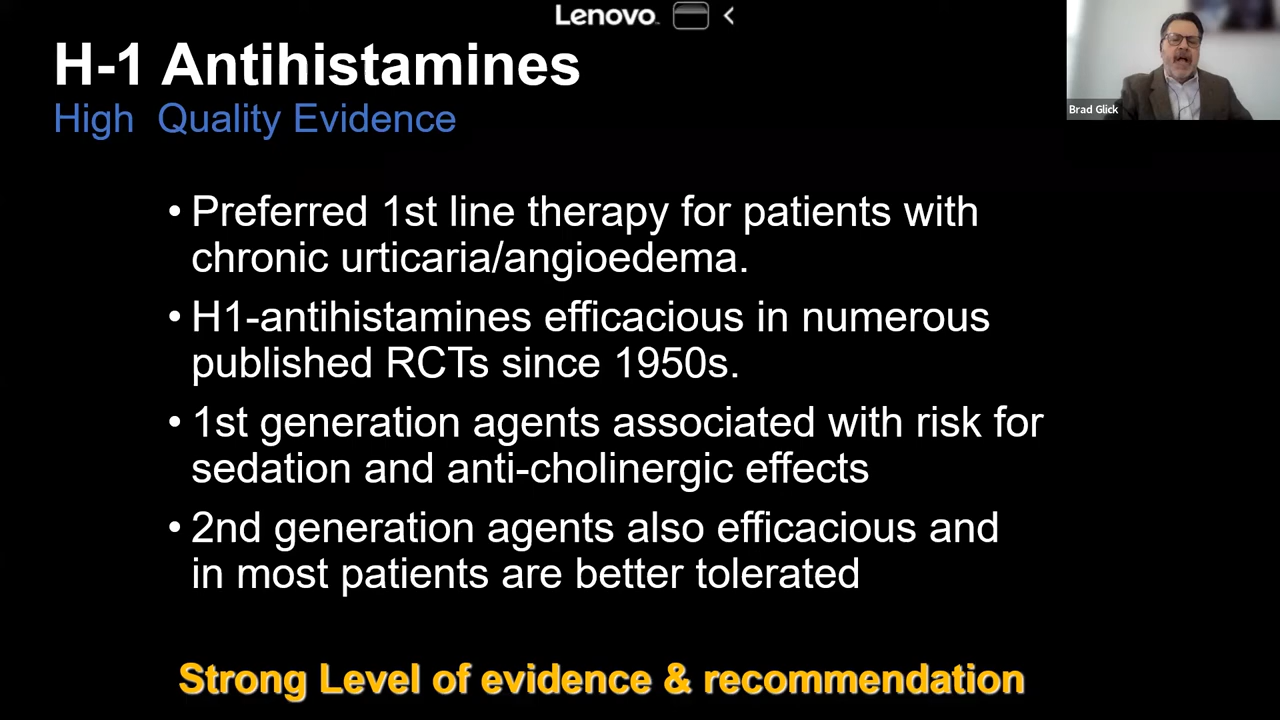 Lenovo
H-1 Antihistamines
High Quality Evidence
Brad Glick
• Preferred 1st line therapy for patients with
chronic urticaria/angioedema.
• H1-antihistamines efficacious in numerous
published RCTs since 1950s.
• 1st generation agents associated with risk for
sedation and anti-cholinergic effects
• 2nd generation agents also efficacious and
in most patients are better tolerated
Strong Level of evidence & recommendation